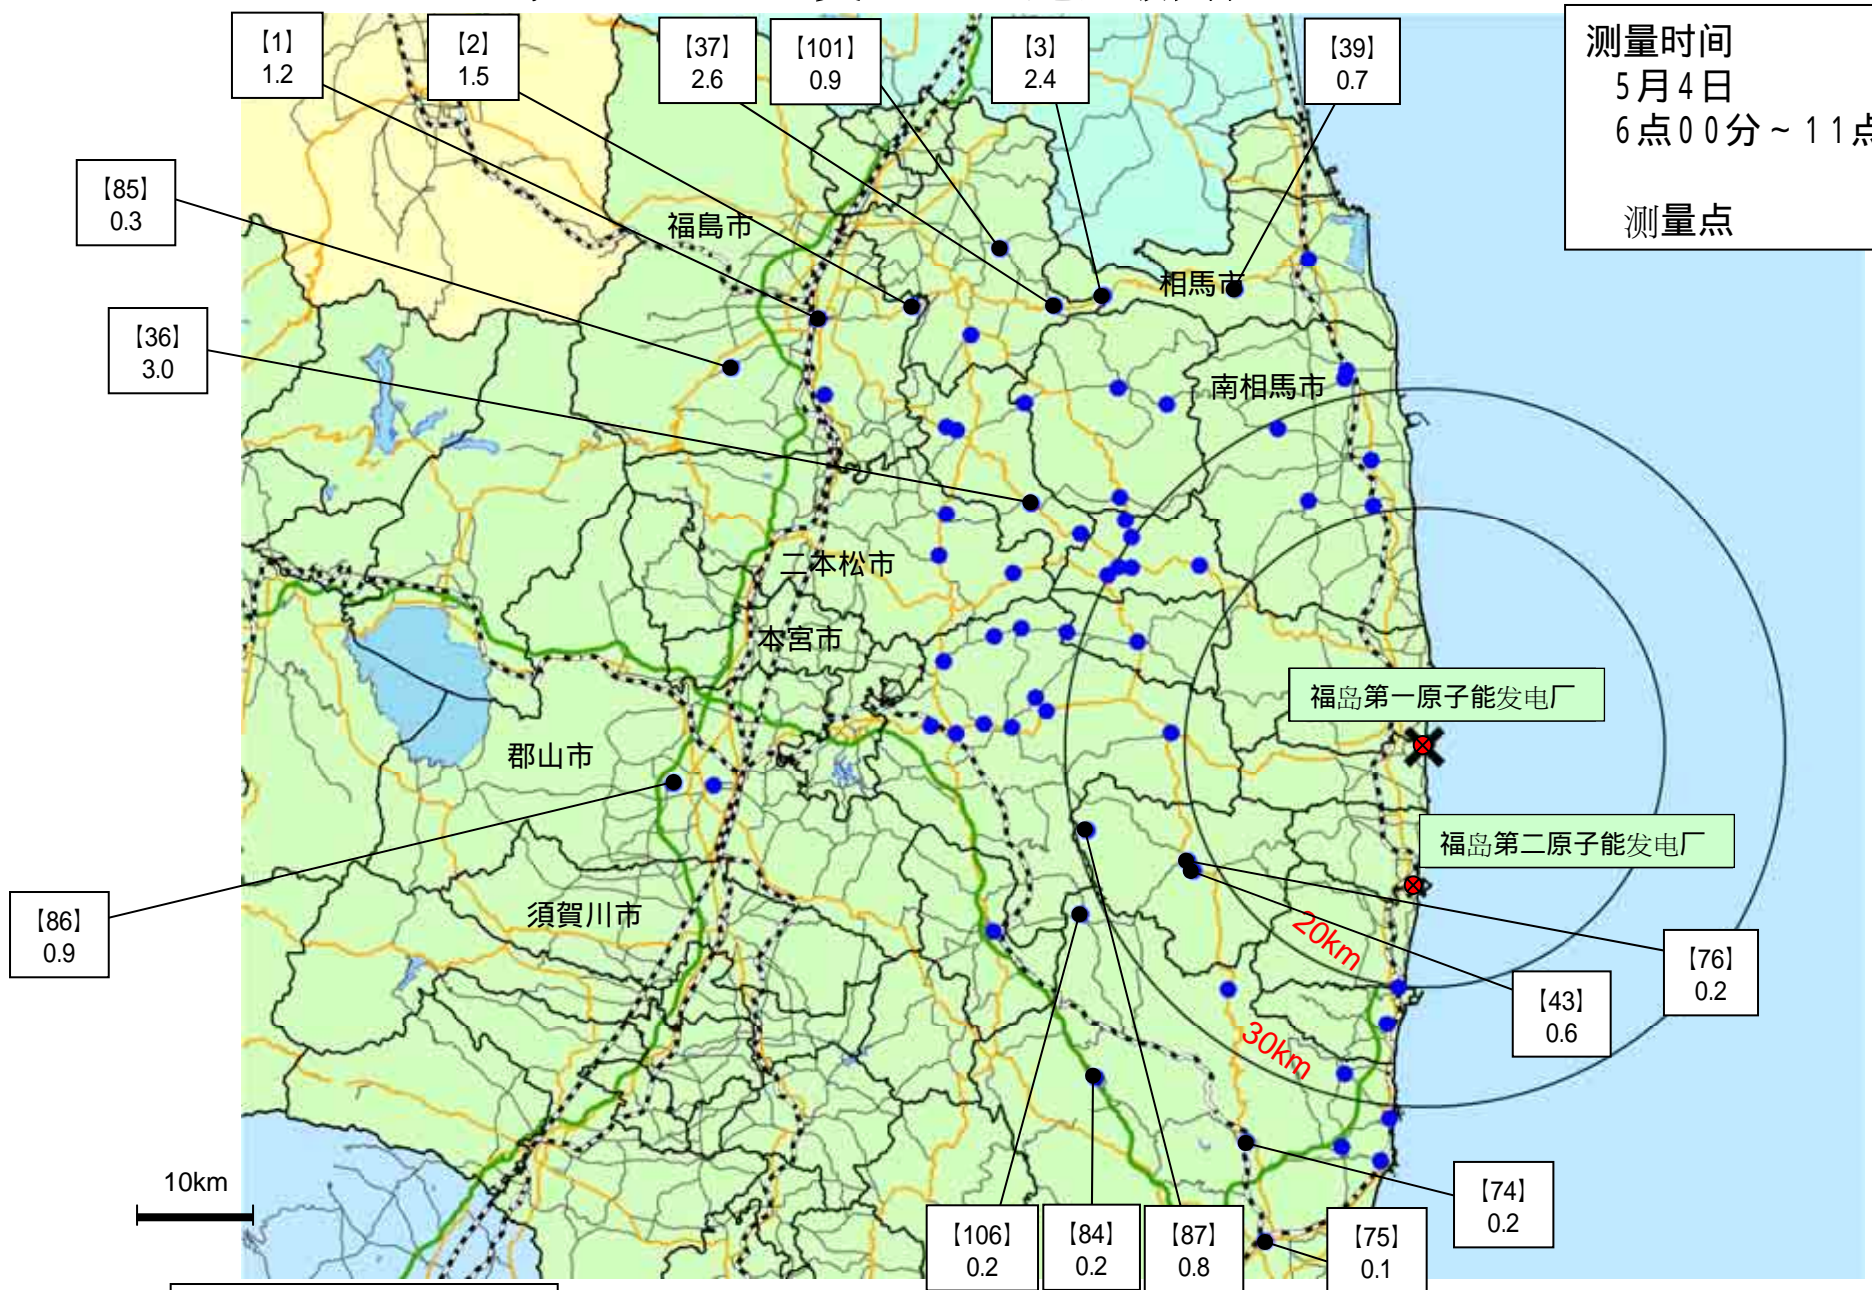 【1】
1.2
【2】
1.5
【37】
2.6
【101】
0.9
【3】
2.4
【39】
0.7
测量时间
5月4日
6点00分~11点
测量点
【85】
0.3
福島市
相馬市
【36】
3.0
南相馬市
二本松市
本宮市
福岛第一原子能发电厂
郡山市
福岛第二原子能发电厂
【86】
0.9
須賀川市
20km
【76】
0.2
【43】
0.6
30km
10km
【74】
0.2
【106】
0.2
【84】
0.2
【87】
0.8
【75】
0.1